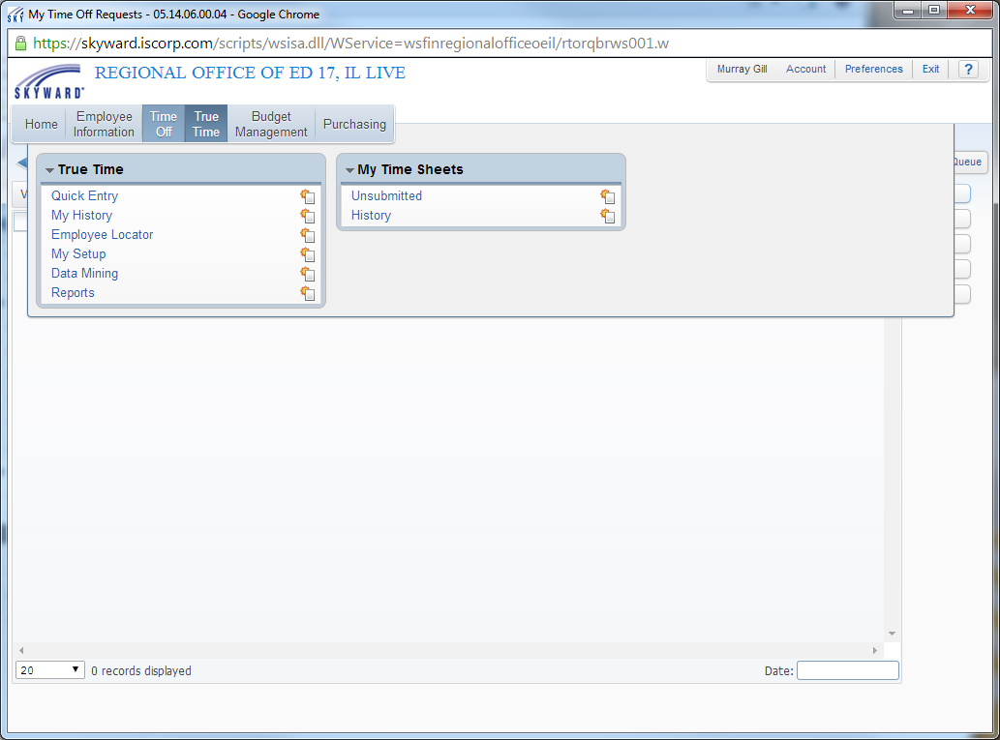 My Time Off Requests - 05.14.06.00.04 - Google Chrome
https://skyward.iscorp.com/scripts/wsisa.dll/WService=wsfinregionalofficeoeil/rtorqbrws001.w
SKYWARD
REGIONAL OFFICE OF ED 17, IL LIVE
Murray Gill Account Preferences Exit ?
Home
Employee
Information
Time
Off
True
Time
Budget
Management
Purchasing
Queue
True Time
Quick Entry
My History
Employee Locator
My Setup
Data Mining
Reports
My Time Sheets
Unsubmitted
History
20 0 records displayed
Date: